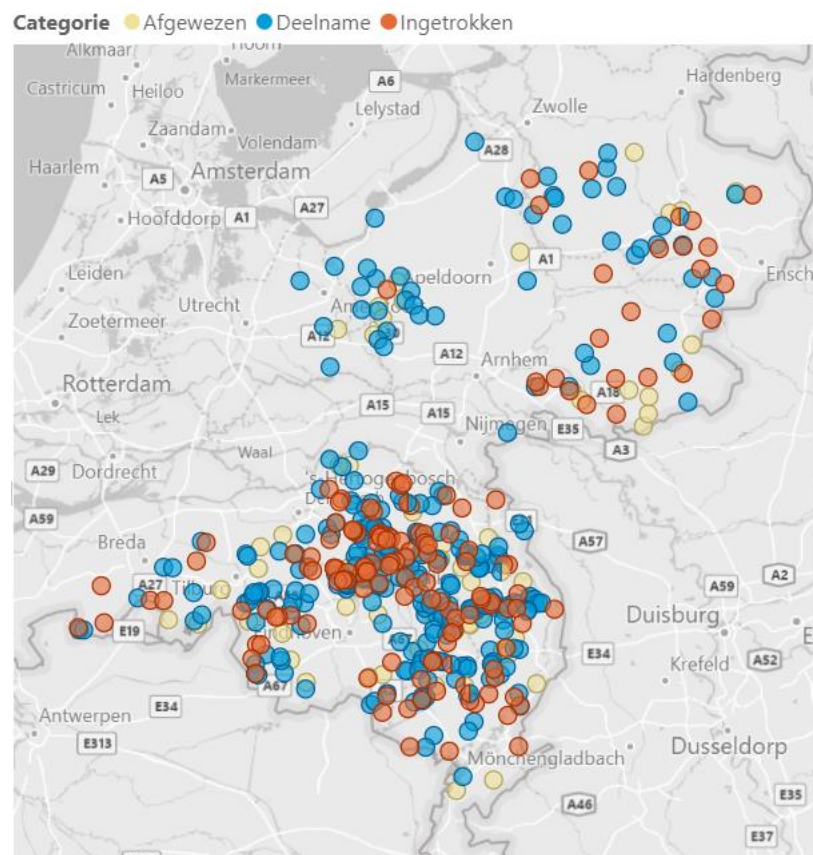 Categorie Afgewezen Deelname Ingetrokken
Alkmaar
Hoorn
Castricum
Heiloo
Markermeer
A6
Hardenberg
Lelystad
Zwolle
Zaandam
Volendam
A28
Haarlem
A5
Amsterdam
Hoofddorp
A1
A27
A1
Ensch
Leiden
peldoorn
Utrecht
Zoetermeer
A12
A12
Arnhem
A18
Rotterdam
A15
A15
Lek
Nijmegen
E35
A3
Waal
A29
Dordrecht
's-Hertogenbosch
A59
Breda
A57
A27
Tilburg
A59
A2
E19
Eindhoven
Duisburg
A67
E34
A52
A67
Krefeld
E34
Antwerpen
E313
Mönchengladbach
Dusseldorp
A46
E35
E37